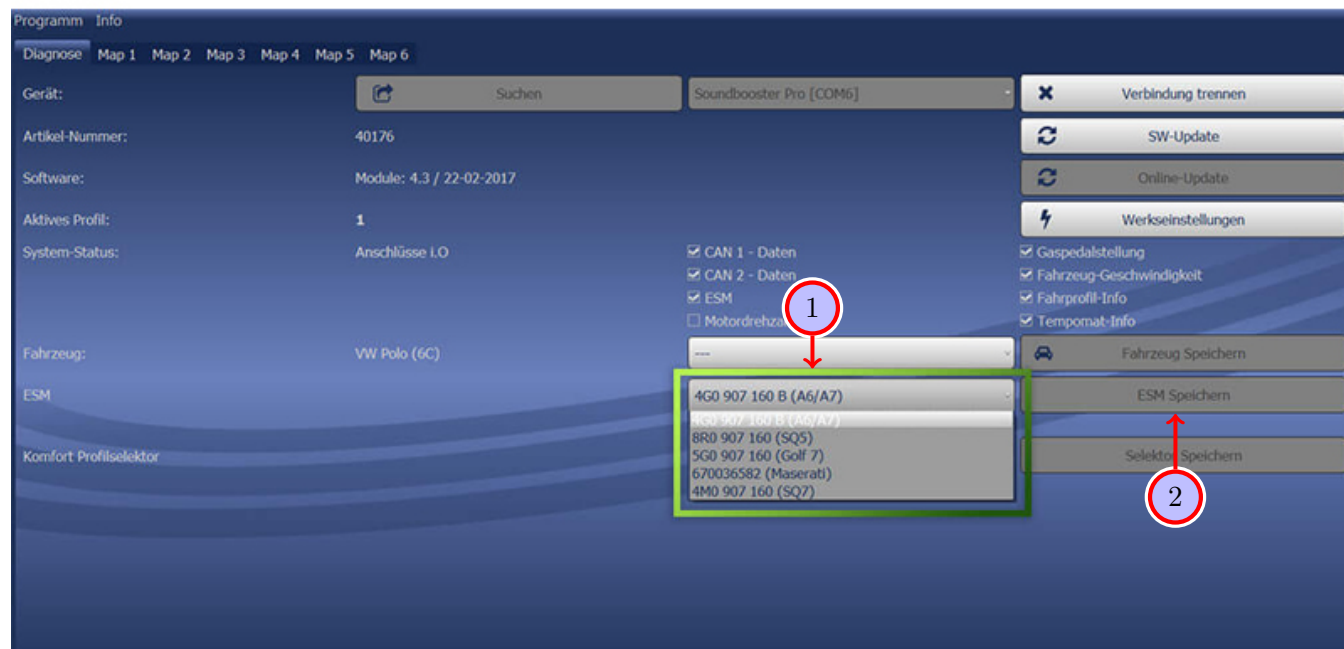 Programm Info
Diagnose Map 1 Map 2 Map 3 Map 4 Map 5 Map 6
Gerät: Suchen Soundbooster Pro [COM6] Verbindung trennen
Artikel-Nummer: 40176 SW-Update
Software: Module: 4.3 / 22-02-2017 Online-Update
Aktives Profil: 1 Werkseinstellungen
System-Status: Anschlüsse i.O CAN 1 - Daten Gaspedalstellung
CAN 2 - Daten Fahrzeug-Geschwindigkeit
ESM Fahrprofil-Info
1
Motordrehza Tempomat-Info
Fahrzeug: VW Polo (6C) --- Fahrzeug Speichern
ESM 4G0 907 160 B (A6/A7) ESM Speichern
4G0 907 160 B (A6/A7)
8R0 907 160 (SQ5)
5G0 907 160 (Golf 7)
Komfort Profilselektor Selektor Speichern
670036582 (Maserati)
4M0 907 160 (SQ7)
2